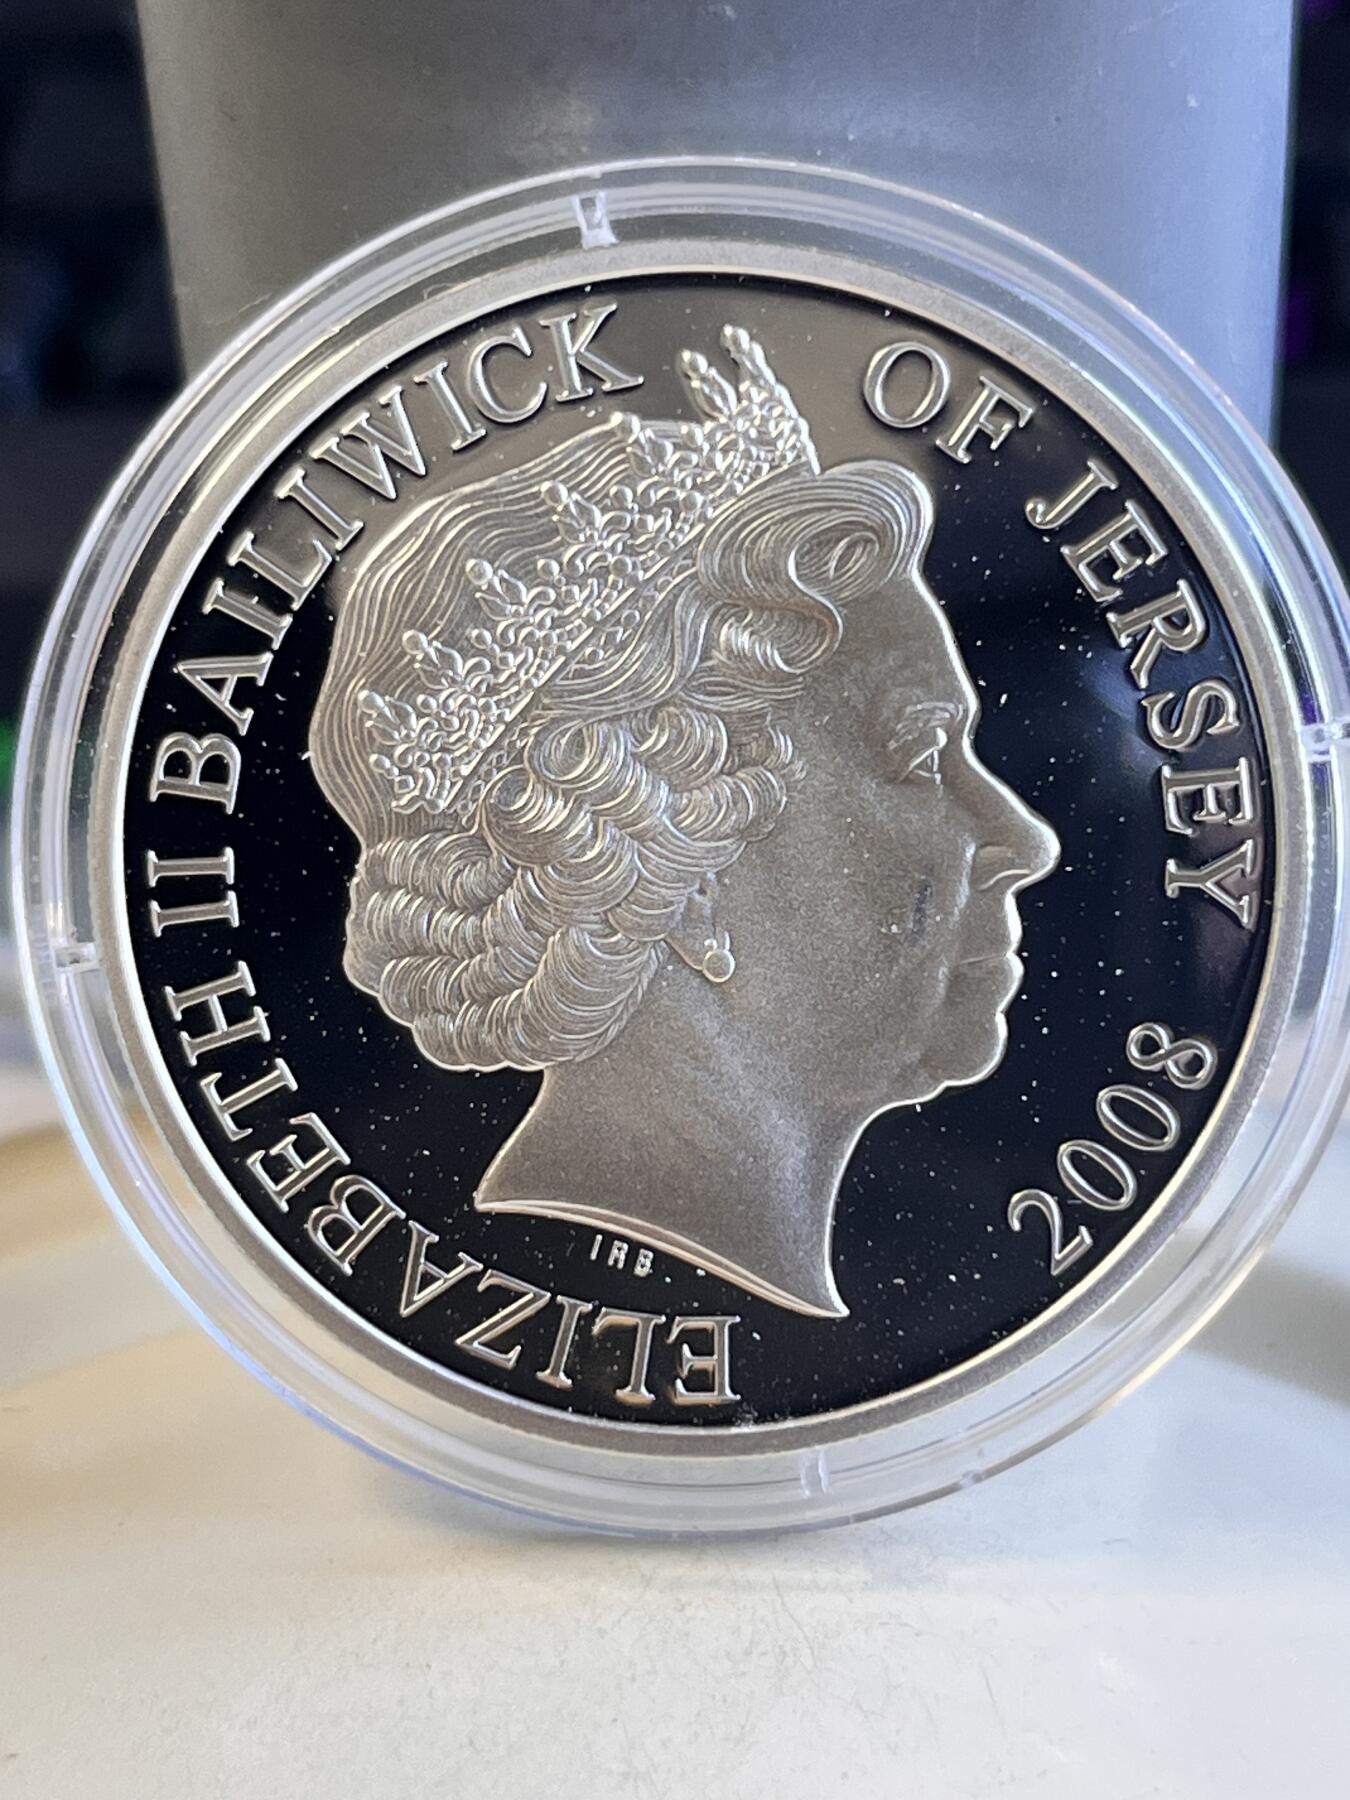 ELIZABETH II BAILIWICK OF JERSEY 2008
IRB